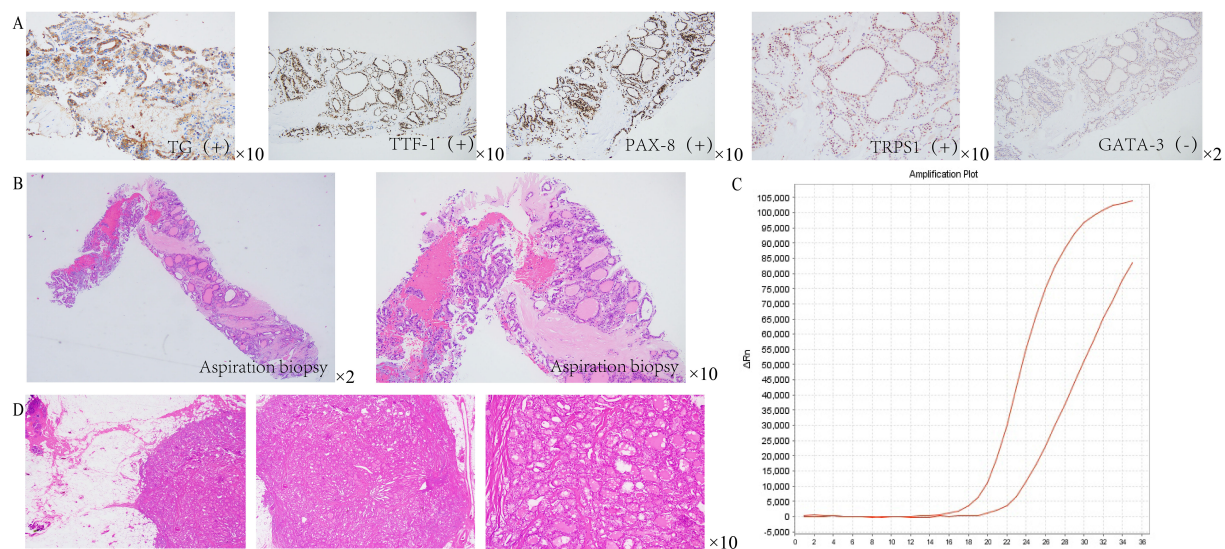 A
TG (+) ×10
TTF-1 (+) ×10
PAX-8 (+) ×10
TRPS1 (+) ×10
GATA-3 (-) ×2
B
Aspiration biopsy ×2
Aspiration biopsy ×10
C
Amplification Plot
105,000
100,000
95,000
90,000
85,000
80,000
75,000
70,000
65,000
60,000
55,000
50,000
45,000
40,000
35,000
30,000
25,000
20,000
15,000
10,000
5,000
0
-5,000
ΔRn
0 2 4 6 8 10 12 14 16 18 20 22 24 26 28 30 32 34 36
D
×10